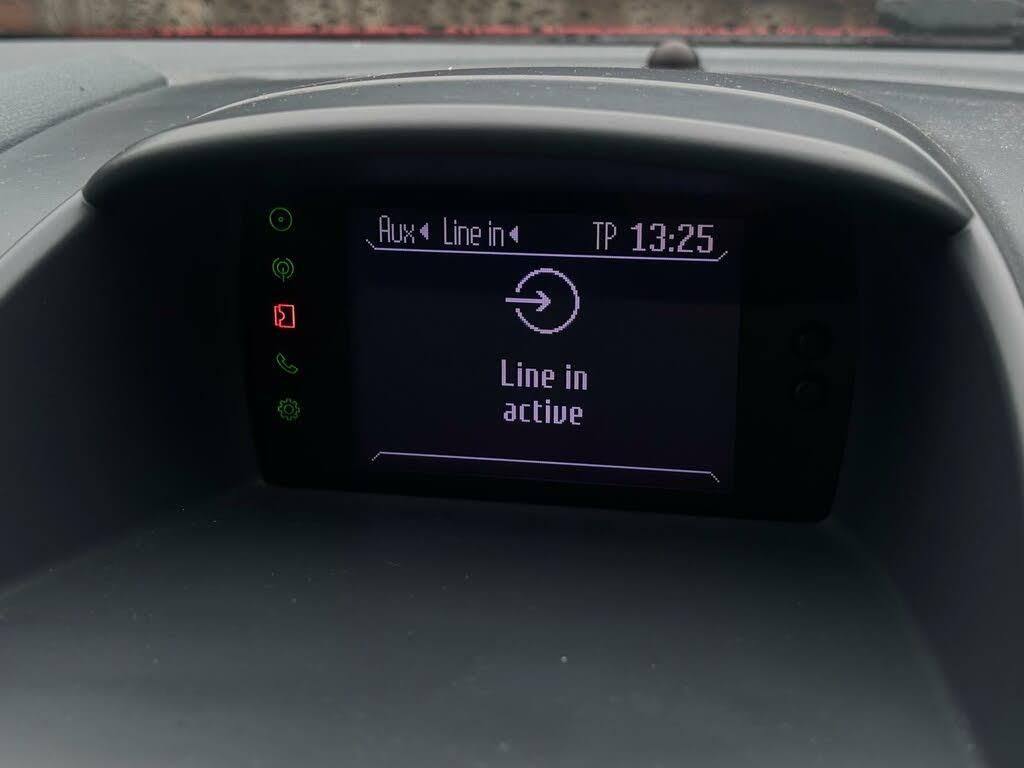 Aux Line in TP 13:25
Line in
active